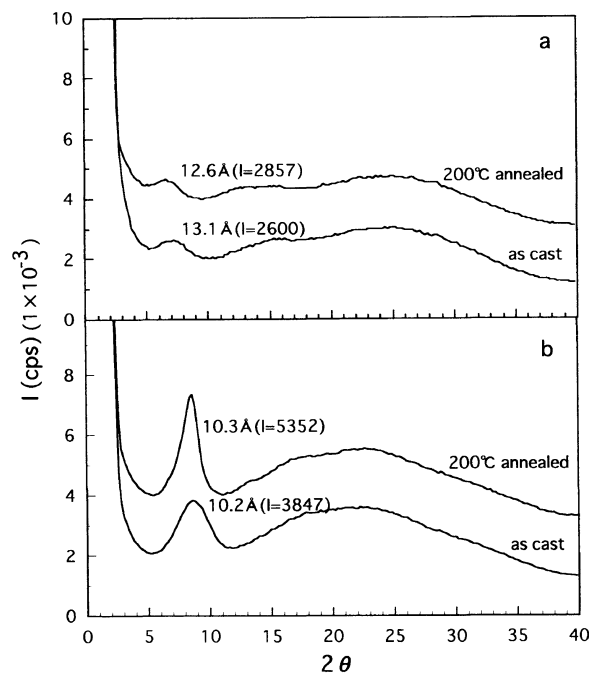 10
a
8
6
12.6Å(I=2857)
200℃ annealed
4
13.1Å(I=2600)
as cast
2
0
I (cps) (1×10⁻³)
b
8
10.3Å(I=5352)
6
200℃ annealed
4
10.2Å(I=3847)
as cast
2
0
0 5 10 15 20 25 30 35 40
2θ